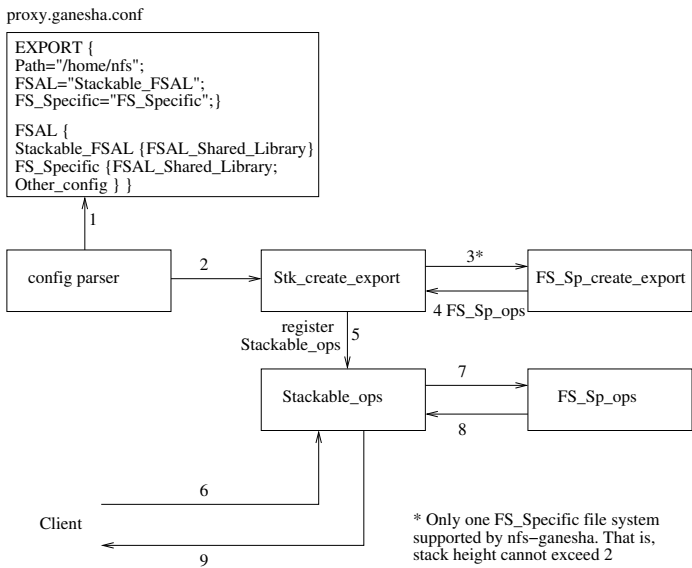 proxy.ganesha.conf
EXPORT {
Path="/home/nfs";
FSAL="Stackable_FSAL";
FS_Specific="FS_Specific";}
FSAL {
Stackable_FSAL {FSAL_Shared_Library}
FS_Specific {FSAL_Shared_Library;
Other_config } }
1
config parser
2
Stk_create_export
3*
FS_Sp_create_export
4 FS_Sp_ops
register
Stackable_ops
5
Stackable_ops
7
FS_Sp_ops
8
6
Client
9
* Only one FS_Specific file system
supported by nfs−ganesha. That is,
stack height cannot exceed 2